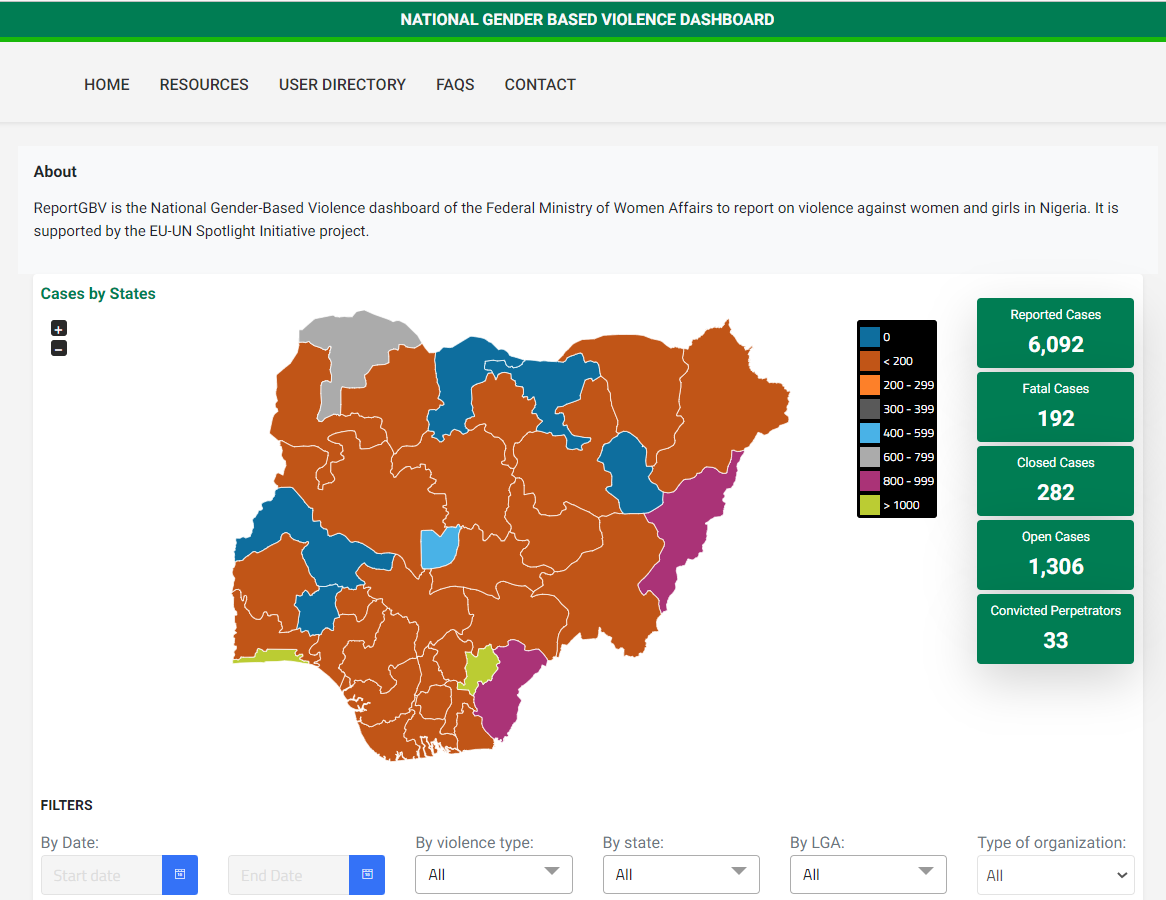 NATIONAL GENDER BASED VIOLENCE DASHBOARD
HOME RESOURCES USER DIRECTORY FAQS CONTACT
About
ReportGBV is the National Gender-Based Violence dashboard of the Federal Ministry of Women Affairs to report on violence against women and girls in Nigeria. It is
supported by the EU-UN Spotlight Initiative project.
Cases by States
+
−
0
< 200
200 - 299
300 - 399
400 - 599
600 - 799
800 - 999
> 1000
Reported Cases
6,092
Fatal Cases
192
Closed Cases
282
Open Cases
1,306
Convicted Perpetrators
33
FILTERS
By Date: By violence type: By state: By LGA: Type of organization:
Start date End Date All All All All